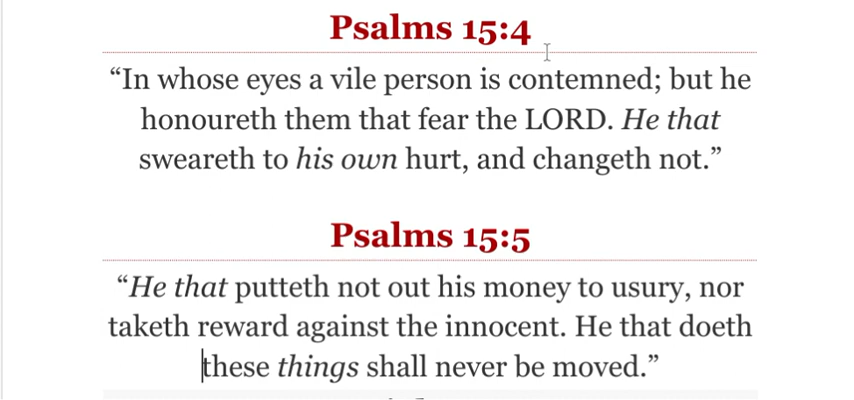 Psalms 15:4
“In whose eyes a vile person is contemned; but he
honoureth them that fear the LORD. He that
sweareth to his own hurt, and changeth not.”
Psalms 15:5
“He that putteth not out his money to usury, nor
taketh reward against the innocent. He that doeth
these things shall never be moved.”